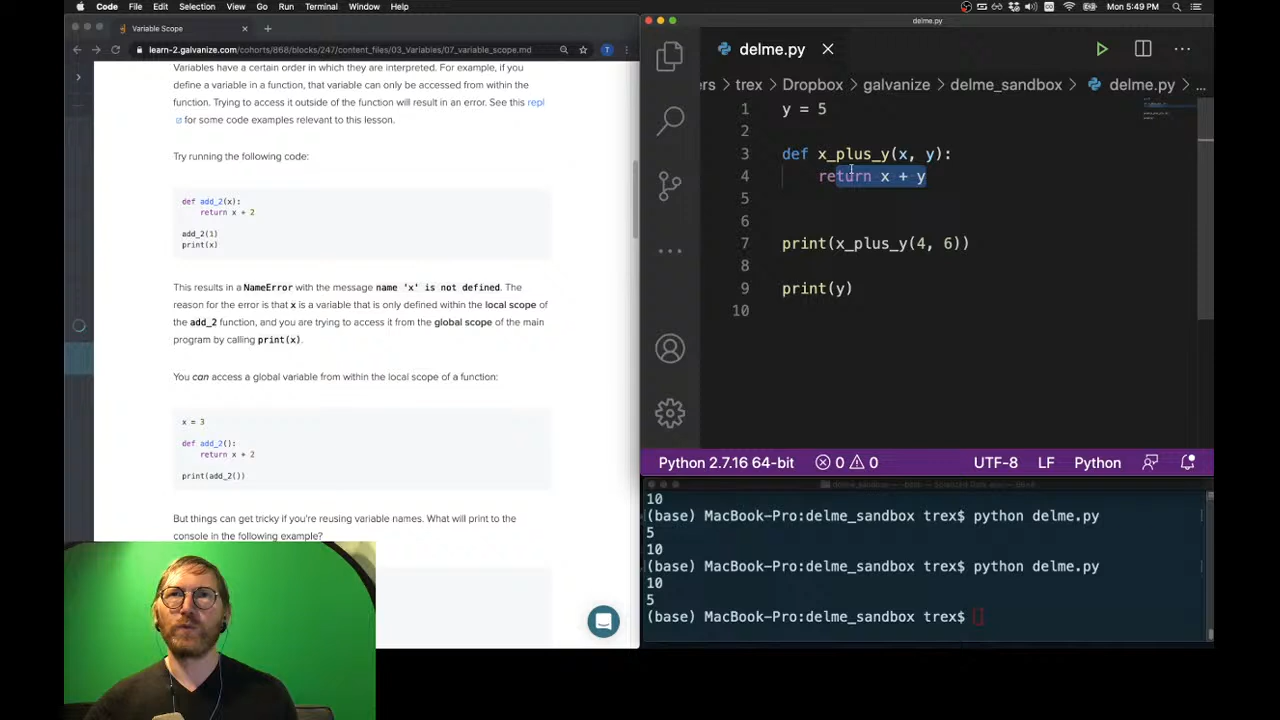 Code File Edit Selection View Go Run Terminal Window Help
Mon 5:49 PM
Variable Scope
learn-2.galvanize.com/cohorts/868/blocks/247/content_files/03_Variables/07_variable_scope.md
T
Variables have a certain order in which they are interpreted. For example, if you
define a variable in a function, that variable can only be accessed from within the
function. Trying to access it outside of the function will result in an error. See this repl
for some code examples relevant to this lesson.
Try running the following code:
def add_2(x):
return x + 2
add_2(1)
print(x)
This results in a NameError with the message name 'x' is not defined. The
reason for the error is that x is a variable that is only defined within the local scope of
the add_2 function, and you are trying to access it from the global scope of the main
program by calling print(x).
You can access a global variable from within the local scope of a function:
x = 3
def add_2():
return x + 2
print(add_2())
But things can get tricky if you're reusing variable names. What will print to the
console in the following example?
delme.py
delme.py
ers > trex > Dropbox > galvanize > delme_sandbox > delme.py > ...
1 y = 5
2
3 def x_plus_y(x, y):
4 return x + y
5
6
7 print(x_plus_y(4, 6))
8
9 print(y)
10
Python 2.7.16 64-bit 0 0 UTF-8 LF Python
10
(base) MacBook-Pro:delme_sandbox trex$ python delme.py
5
10
(base) MacBook-Pro:delme_sandbox trex$ python delme.py
10
5
(base) MacBook-Pro:delme_sandbox trex$